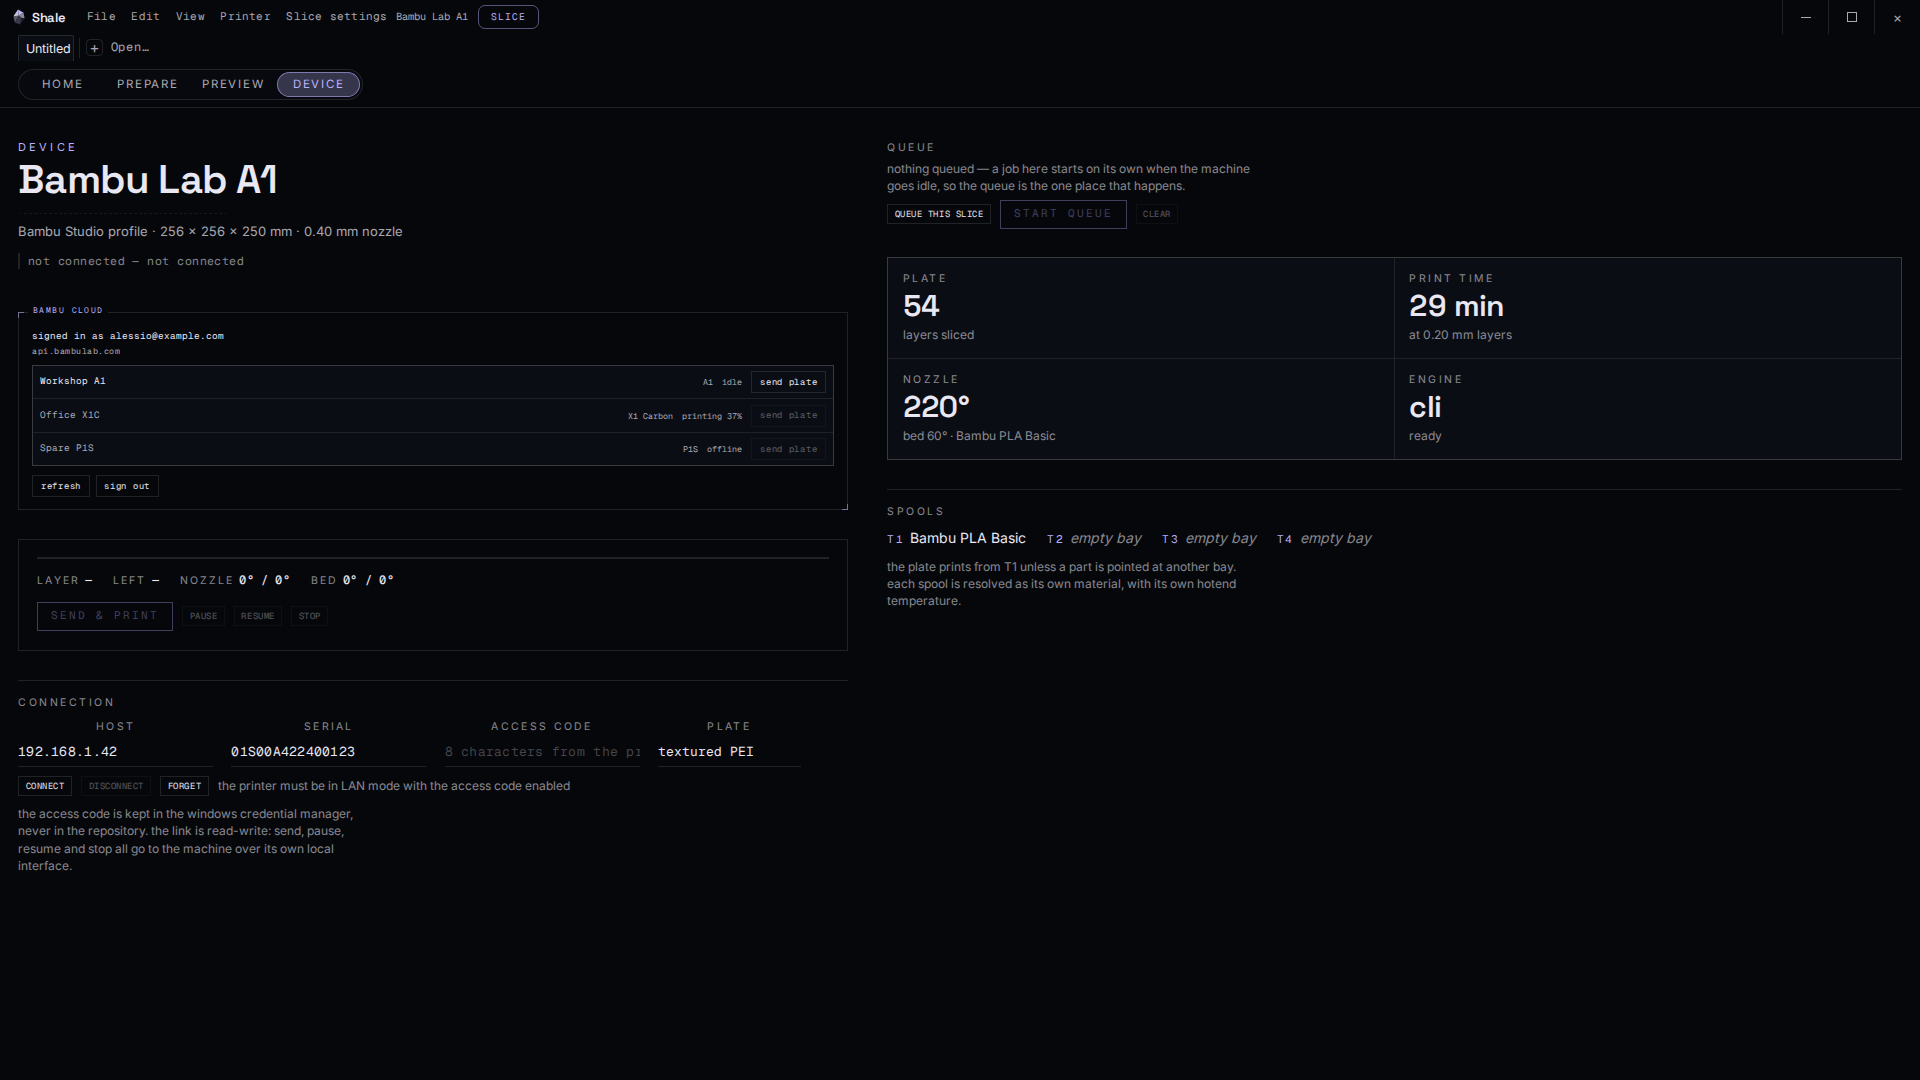 Shale File Edit View Printer Slice settings Bambu Lab A1 SLICE
Untitled + Open…
HOME PREPARE PREVIEW DEVICE
DEVICE
Bambu Lab A1
Bambu Studio profile · 256 × 256 × 250 mm · 0.40 mm nozzle
not connected — not connected
BAMBU CLOUD
signed in as alessio@example.com
api.bambulab.com
Workshop A1 A1 idle send plate
Office X1C X1 Carbon printing 37% send plate
Spare P1S P1S offline send plate
refresh sign out
LAYER — LEFT — NOZZLE 0° / 0° BED 0° / 0°
SEND & PRINT PAUSE RESUME STOP
CONNECTION
HOST SERIAL ACCESS CODE PLATE
192.168.1.42 01S00A422400123 8 characters from the pr textured PEI
CONNECT DISCONNECT FORGET the printer must be in LAN mode with the access code enabled
the access code is kept in the windows credential manager,
never in the repository. the link is read-write: send, pause,
resume and stop all go to the machine over its own local
interface.
QUEUE
nothing queued — a job here starts on its own when the machine
goes idle, so the queue is the one place that happens.
QUEUE THIS SLICE START QUEUE CLEAR
PLATE
54
layers sliced
PRINT TIME
29 min
at 0.20 mm layers
NOZZLE
220°
bed 60° · Bambu PLA Basic
ENGINE
cli
ready
SPOOLS
T1 Bambu PLA Basic T2 empty bay T3 empty bay T4 empty bay
the plate prints from T1 unless a part is pointed at another bay.
each spool is resolved as its own material, with its own hotend
temperature.